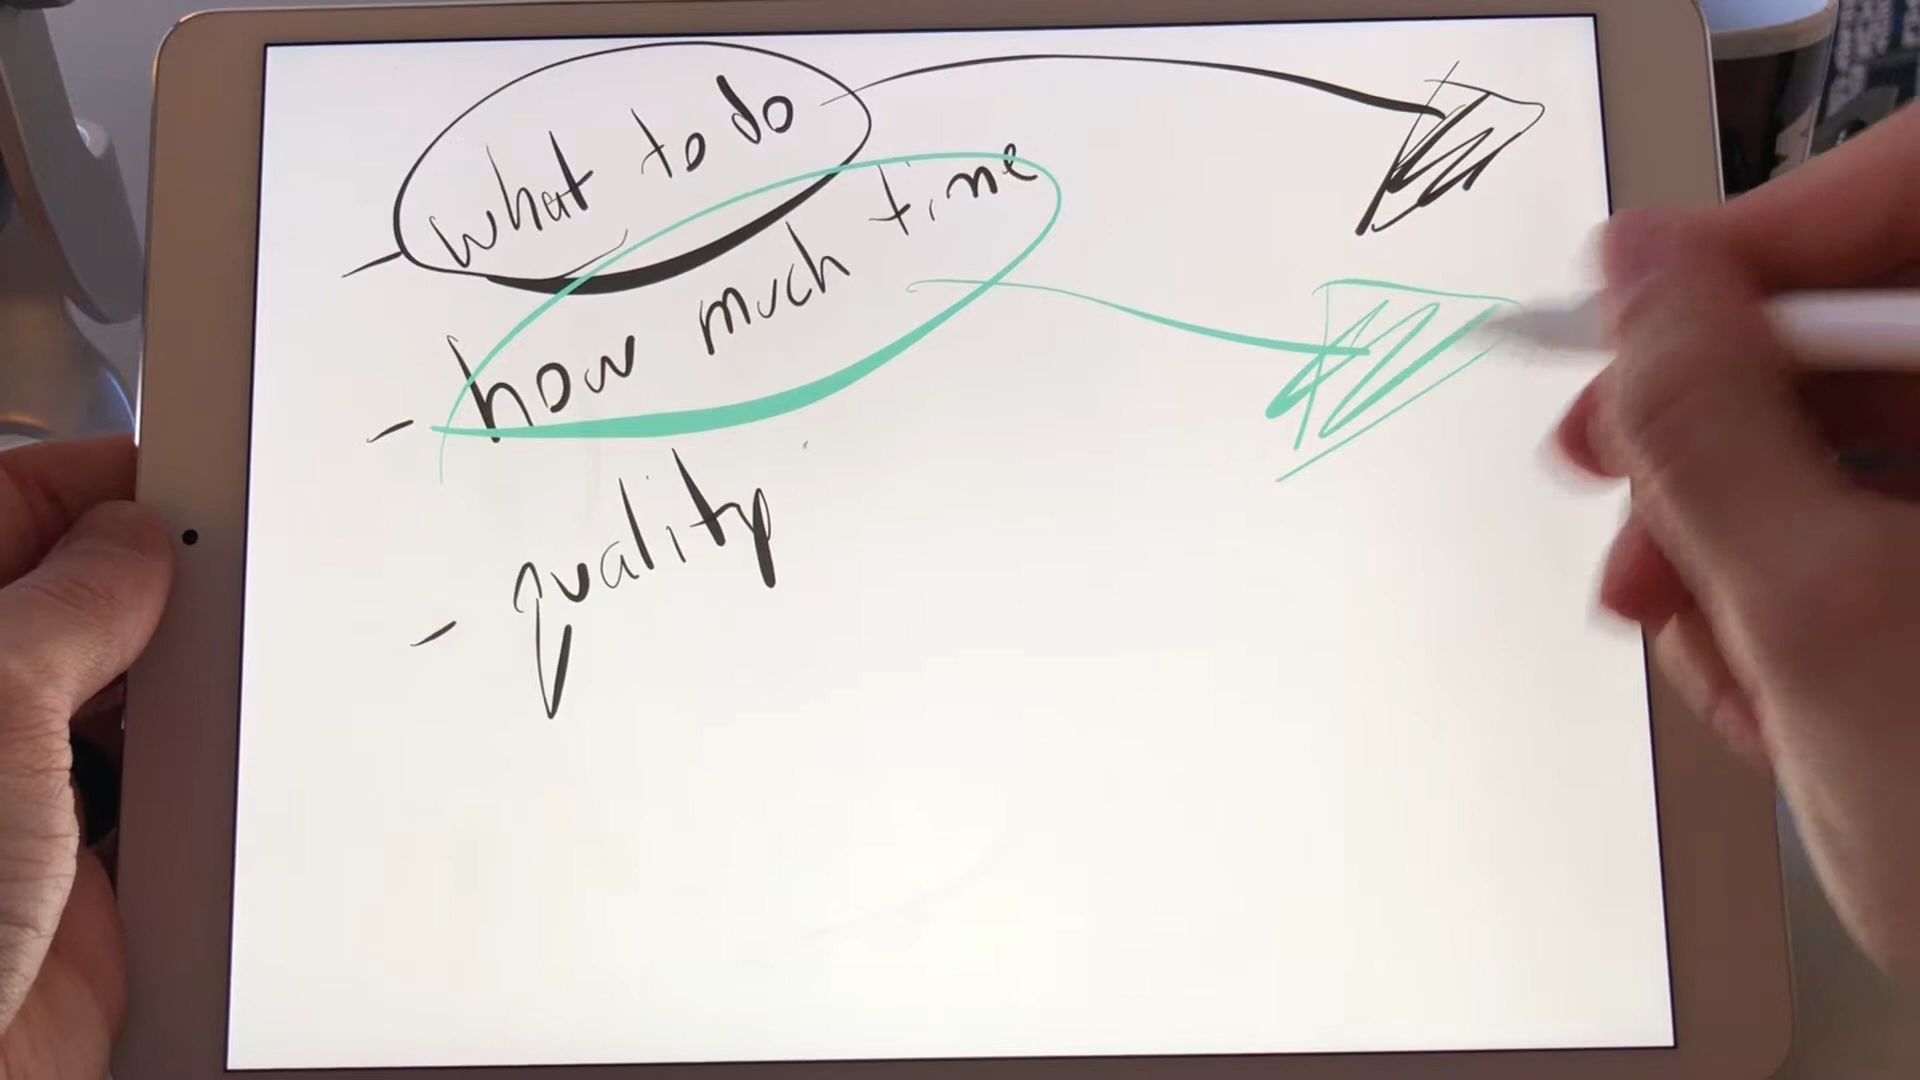 - what to do
- how much time
- quality